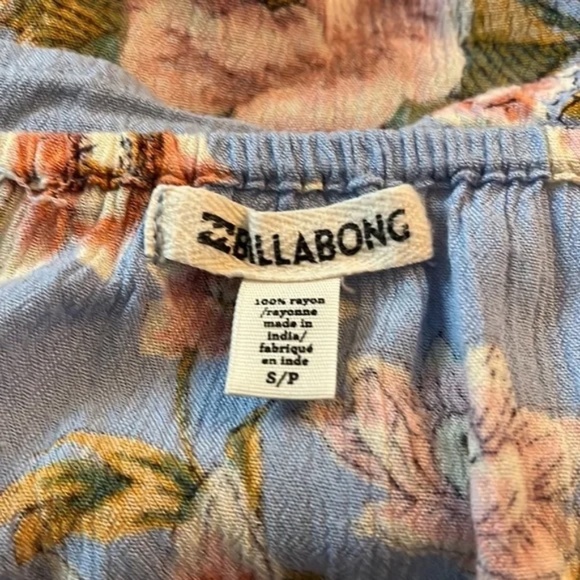 BILLABONG
100% rayon
/rayonne
made in
india/
fabriqué
en inde
S/P